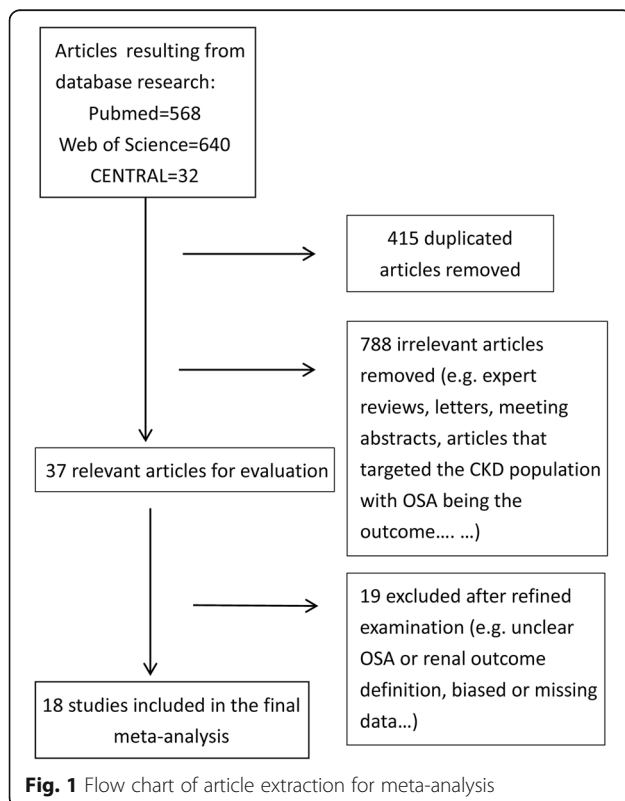 Articles resulting from
database research:
Pubmed=568
Web of Science=640
CENTRAL=32
415 duplicated
articles removed
788 irrelevant articles
removed (e.g. expert
reviews, letters, meeting
abstracts, articles that
targeted the CKD population
with OSA being the
outcome…. …)
37 relevant articles for evaluation
19 excluded after refined
examination (e.g. unclear
OSA or renal outcome
definition, biased or missing
data…)
18 studies included in the final
meta-analysis
Fig. 1 Flow chart of article extraction for meta-analysis